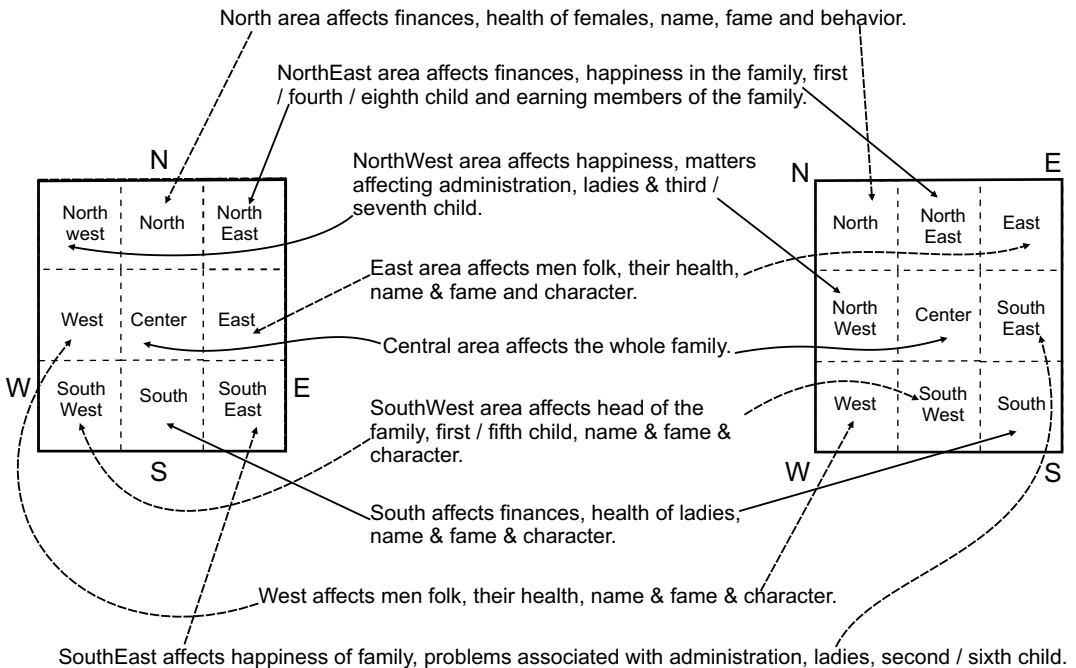 North area affects finances, health of females, name, fame and behavior.
NorthEast area affects finances, happiness in the family, first
/ fourth / eighth child and earning members of the family.
NorthWest area affects happiness, matters
affecting administration, ladies & third /
seventh child.
East area affects men folk, their health,
name & fame and character.
Central area affects the whole family.
SouthWest area affects head of the
family, first / fifth child, name & fame &
character.
South affects finances, health of ladies,
name & fame & character.
West affects men folk, their health, name & fame & character.
SouthEast affects happiness of family, problems associated with administration, ladies, second / sixth child.
N
North
west
North
North
East
West
Center
East
W
South
West
South
South
East
E
S
N
E
North
North
East
East
North
West
Center
South
East
West
South
West
South
W
S